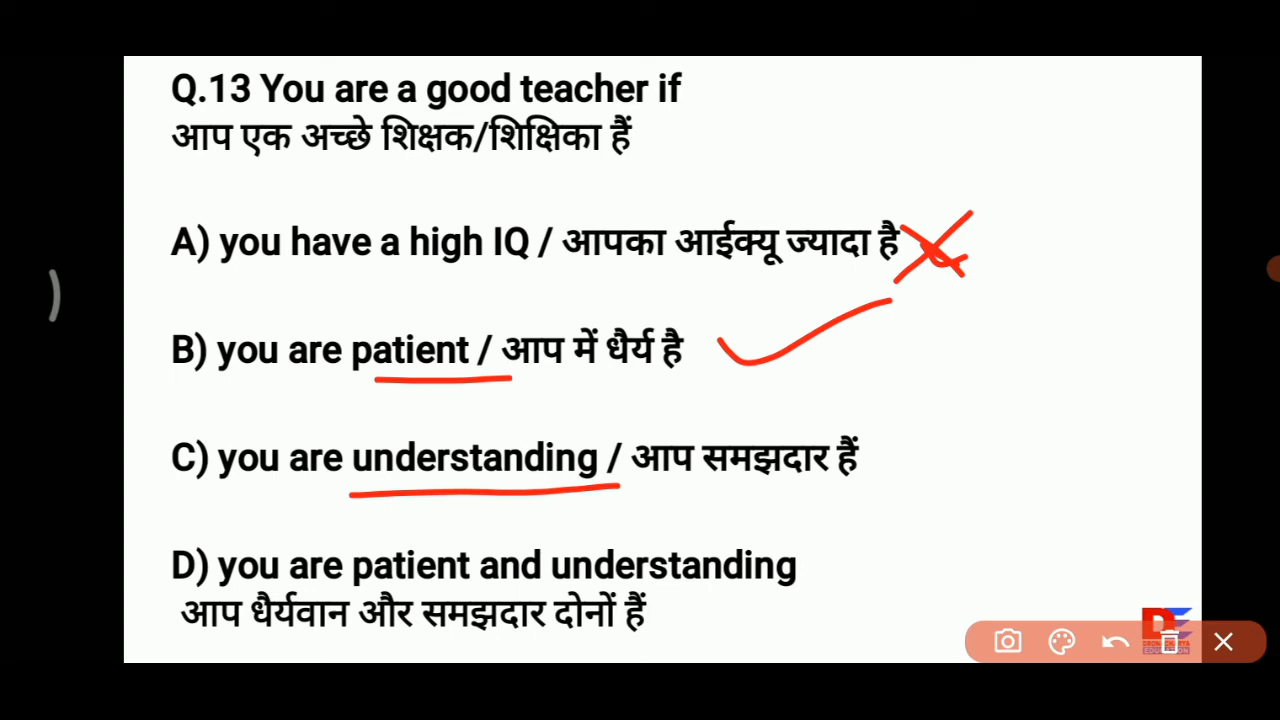 Q.13 You are a good teacher if
आप एक अच्छे शिक्षक/शिक्षिका हैं
A) you have a high IQ / आपका आईक्यू ज्यादा है
B) you are patient / आप में धैर्य है
C) you are understanding / आप समझदार हैं
D) you are patient and understanding
आप धैर्यवान और समझदार दोनों हैं